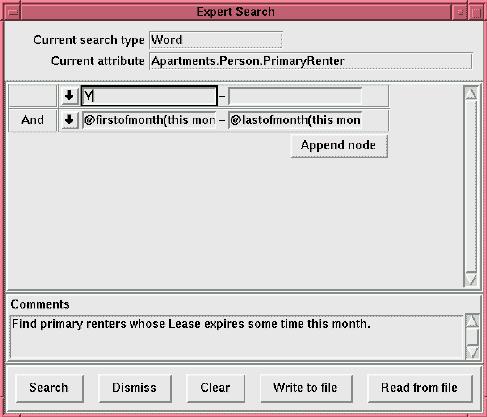 Expert Search
Current search type Word
Current attribute Apartments.Person.PrimaryRenter
Y –
And @firstofmonth(this mon – @lastofmonth(this mon
Append node
Comments
Find primary renters whose Lease expires some time this month.
Search Dismiss Clear Write to file Read from file